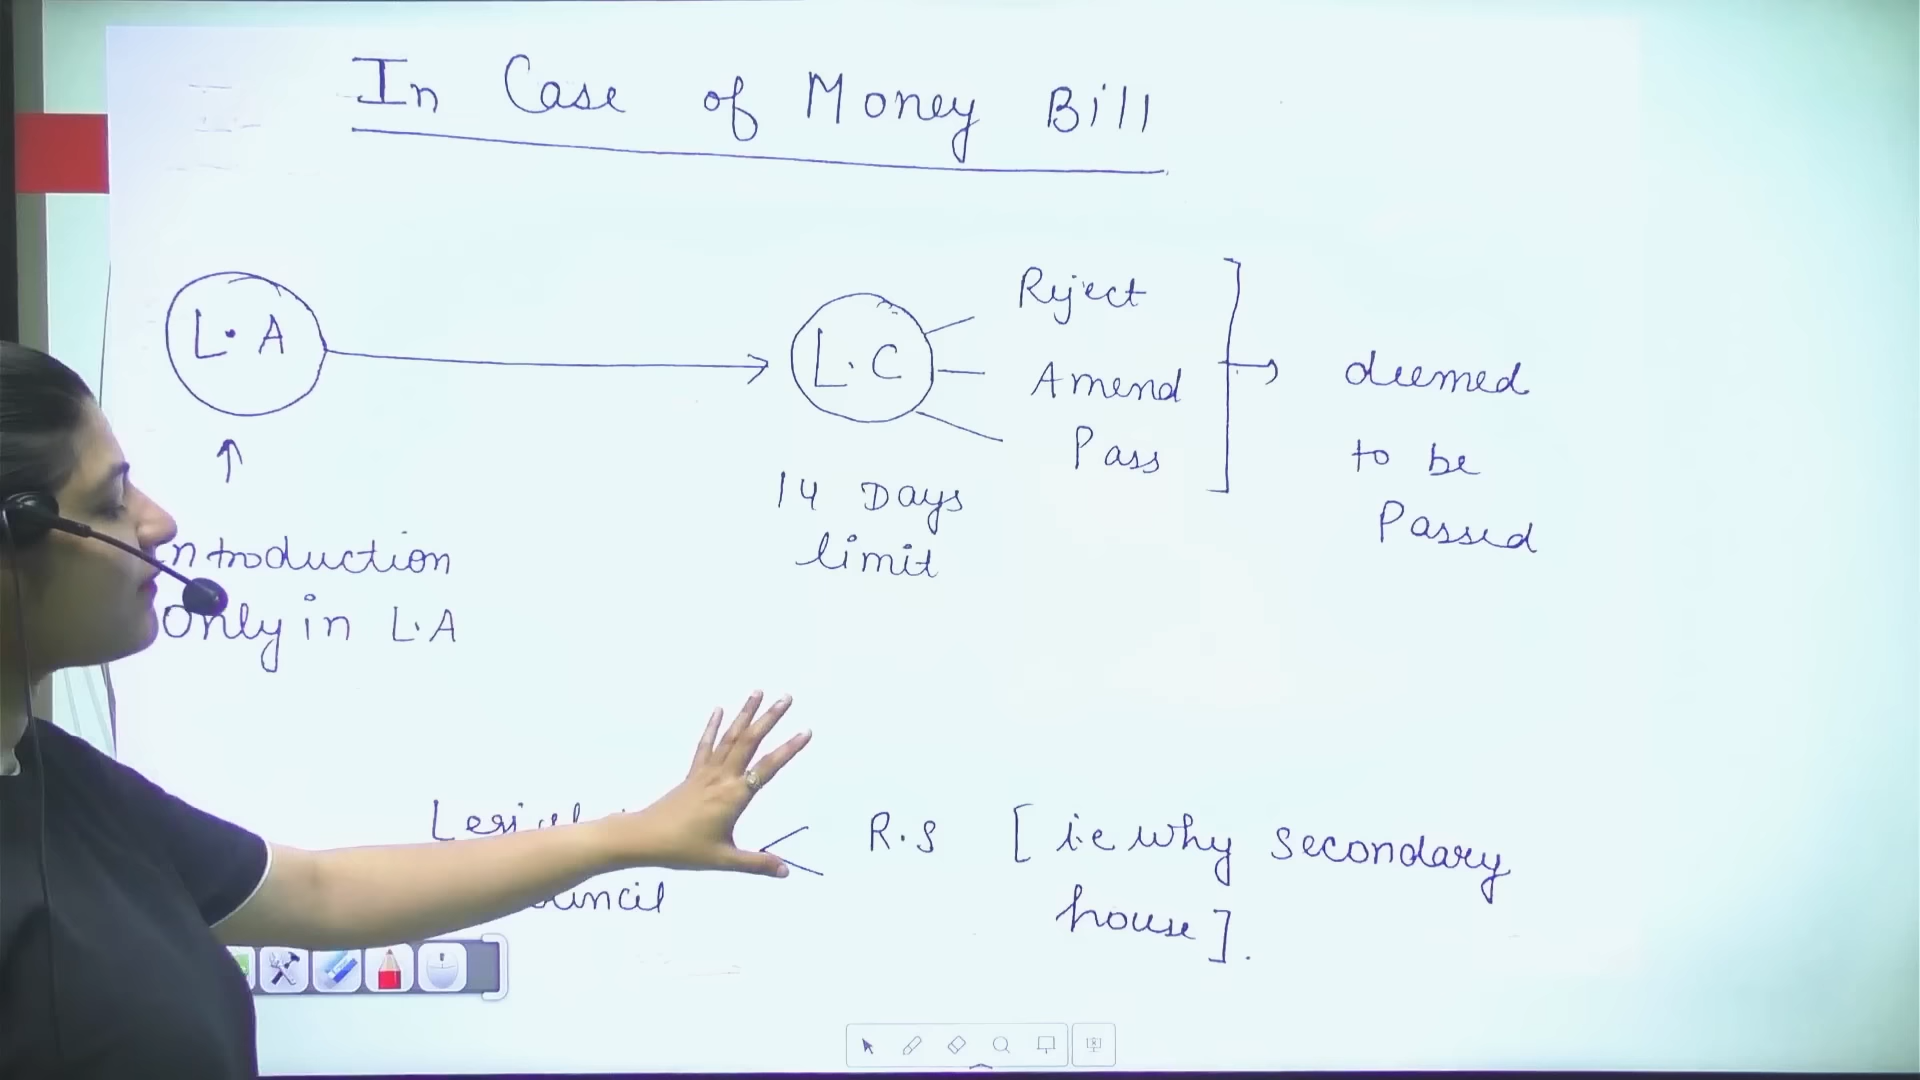 In Case of Money Bill
L.A
L.C
Reject
Amend
Pass
deemed
to be
Passed
14 Days
limit
Introduction
Only in L.A
R.S [i.e why secondary
house].